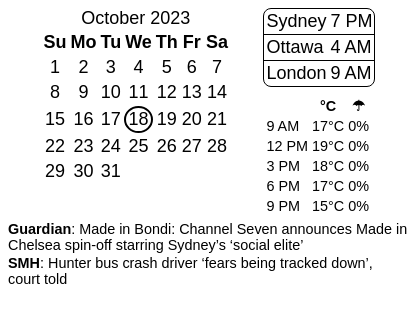 October 2023
Su Mo Tu We Th Fr Sa
1 2 3 4 5 6 7
8 9 10 11 12 13 14
15 16 17 18 19 20 21
22 23 24 25 26 27 28
29 30 31
Sydney 7 PM
Ottawa 4 AM
London 9 AM
°C ☂
9 AM 17°C 0%
12 PM 19°C 0%
3 PM 18°C 0%
6 PM 17°C 0%
9 PM 15°C 0%
Guardian: Made in Bondi: Channel Seven announces Made in
Chelsea spin-off starring Sydney’s ‘social elite’
SMH: Hunter bus crash driver ‘fears being tracked down’,
court told